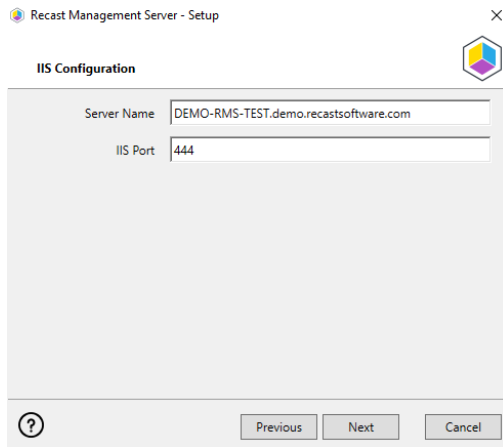 Recast Management Server - Setup
IIS Configuration
Server Name DEMO-RMS-TEST.demo.recastsoftware.com
IIS Port 444
?
Previous Next Cancel